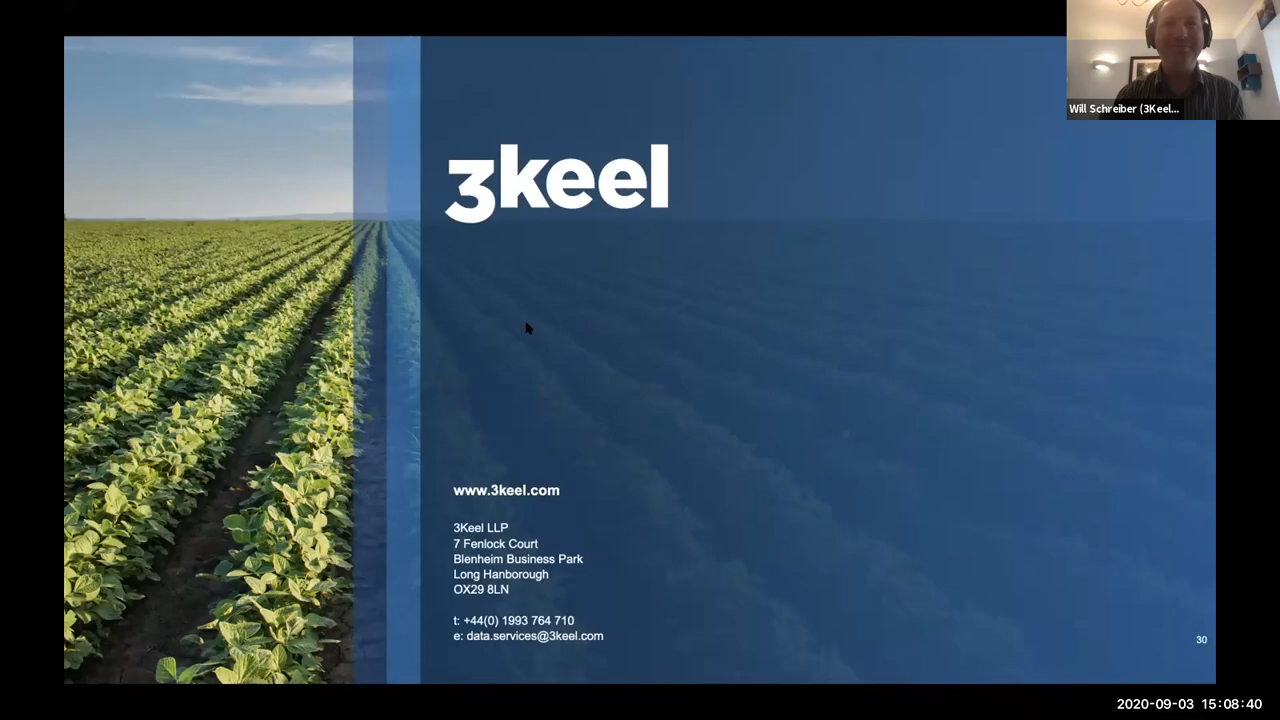 Will Schreiber (3Keel...
3keel
www.3keel.com
3Keel LLP
7 Fenlock Court
Blenheim Business Park
Long Hanborough
OX29 8LN
t: +44(0) 1993 764 710
e: data.services@3keel.com
30
2020-09-03 15:08:40